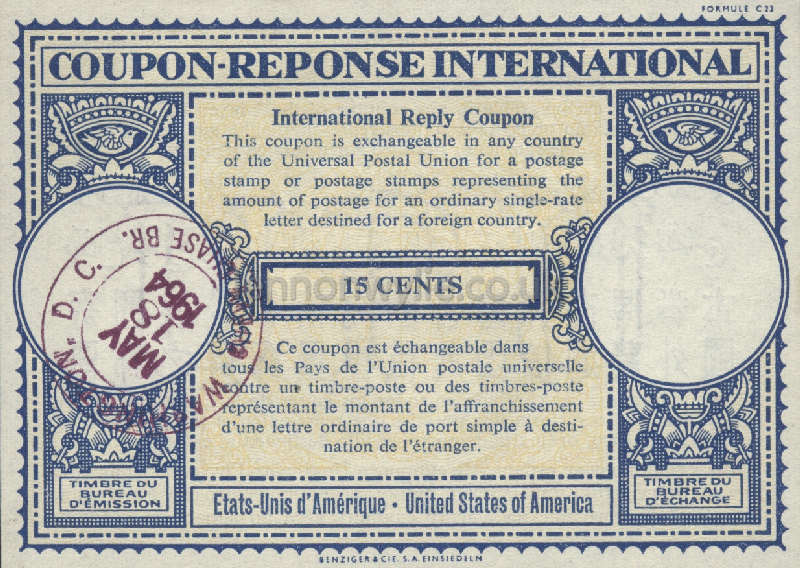 FORMULE C 22
COUPON-REPONSE INTERNATIONAL
International Reply Coupon
This coupon is exchangeable in any country
of the Universal Postal Union for a postage
stamp or postage stamps representing the
amount of postage for an ordinary single-rate
letter destined for a foreign country.
15 CENTS
Ce coupon est échangeable dans
tous les Pays de l'Union postale universelle
contre un timbre-poste ou des timbres-poste
représentant le montant de l'affranchissement
d'une lettre ordinaire de port simple à desti-
nation de l'étranger.
WASHINGTON, D. C.
CHASE BR.
MAY
18
1964
TIMBRE DU
BUREAU
D'ÉMISSION
Etats-Unis d'Amérique • United States of America
TIMBRE DU
BUREAU
D'ÉCHANGE
BENZIGER & CIE. S.A. EINSIEDELN